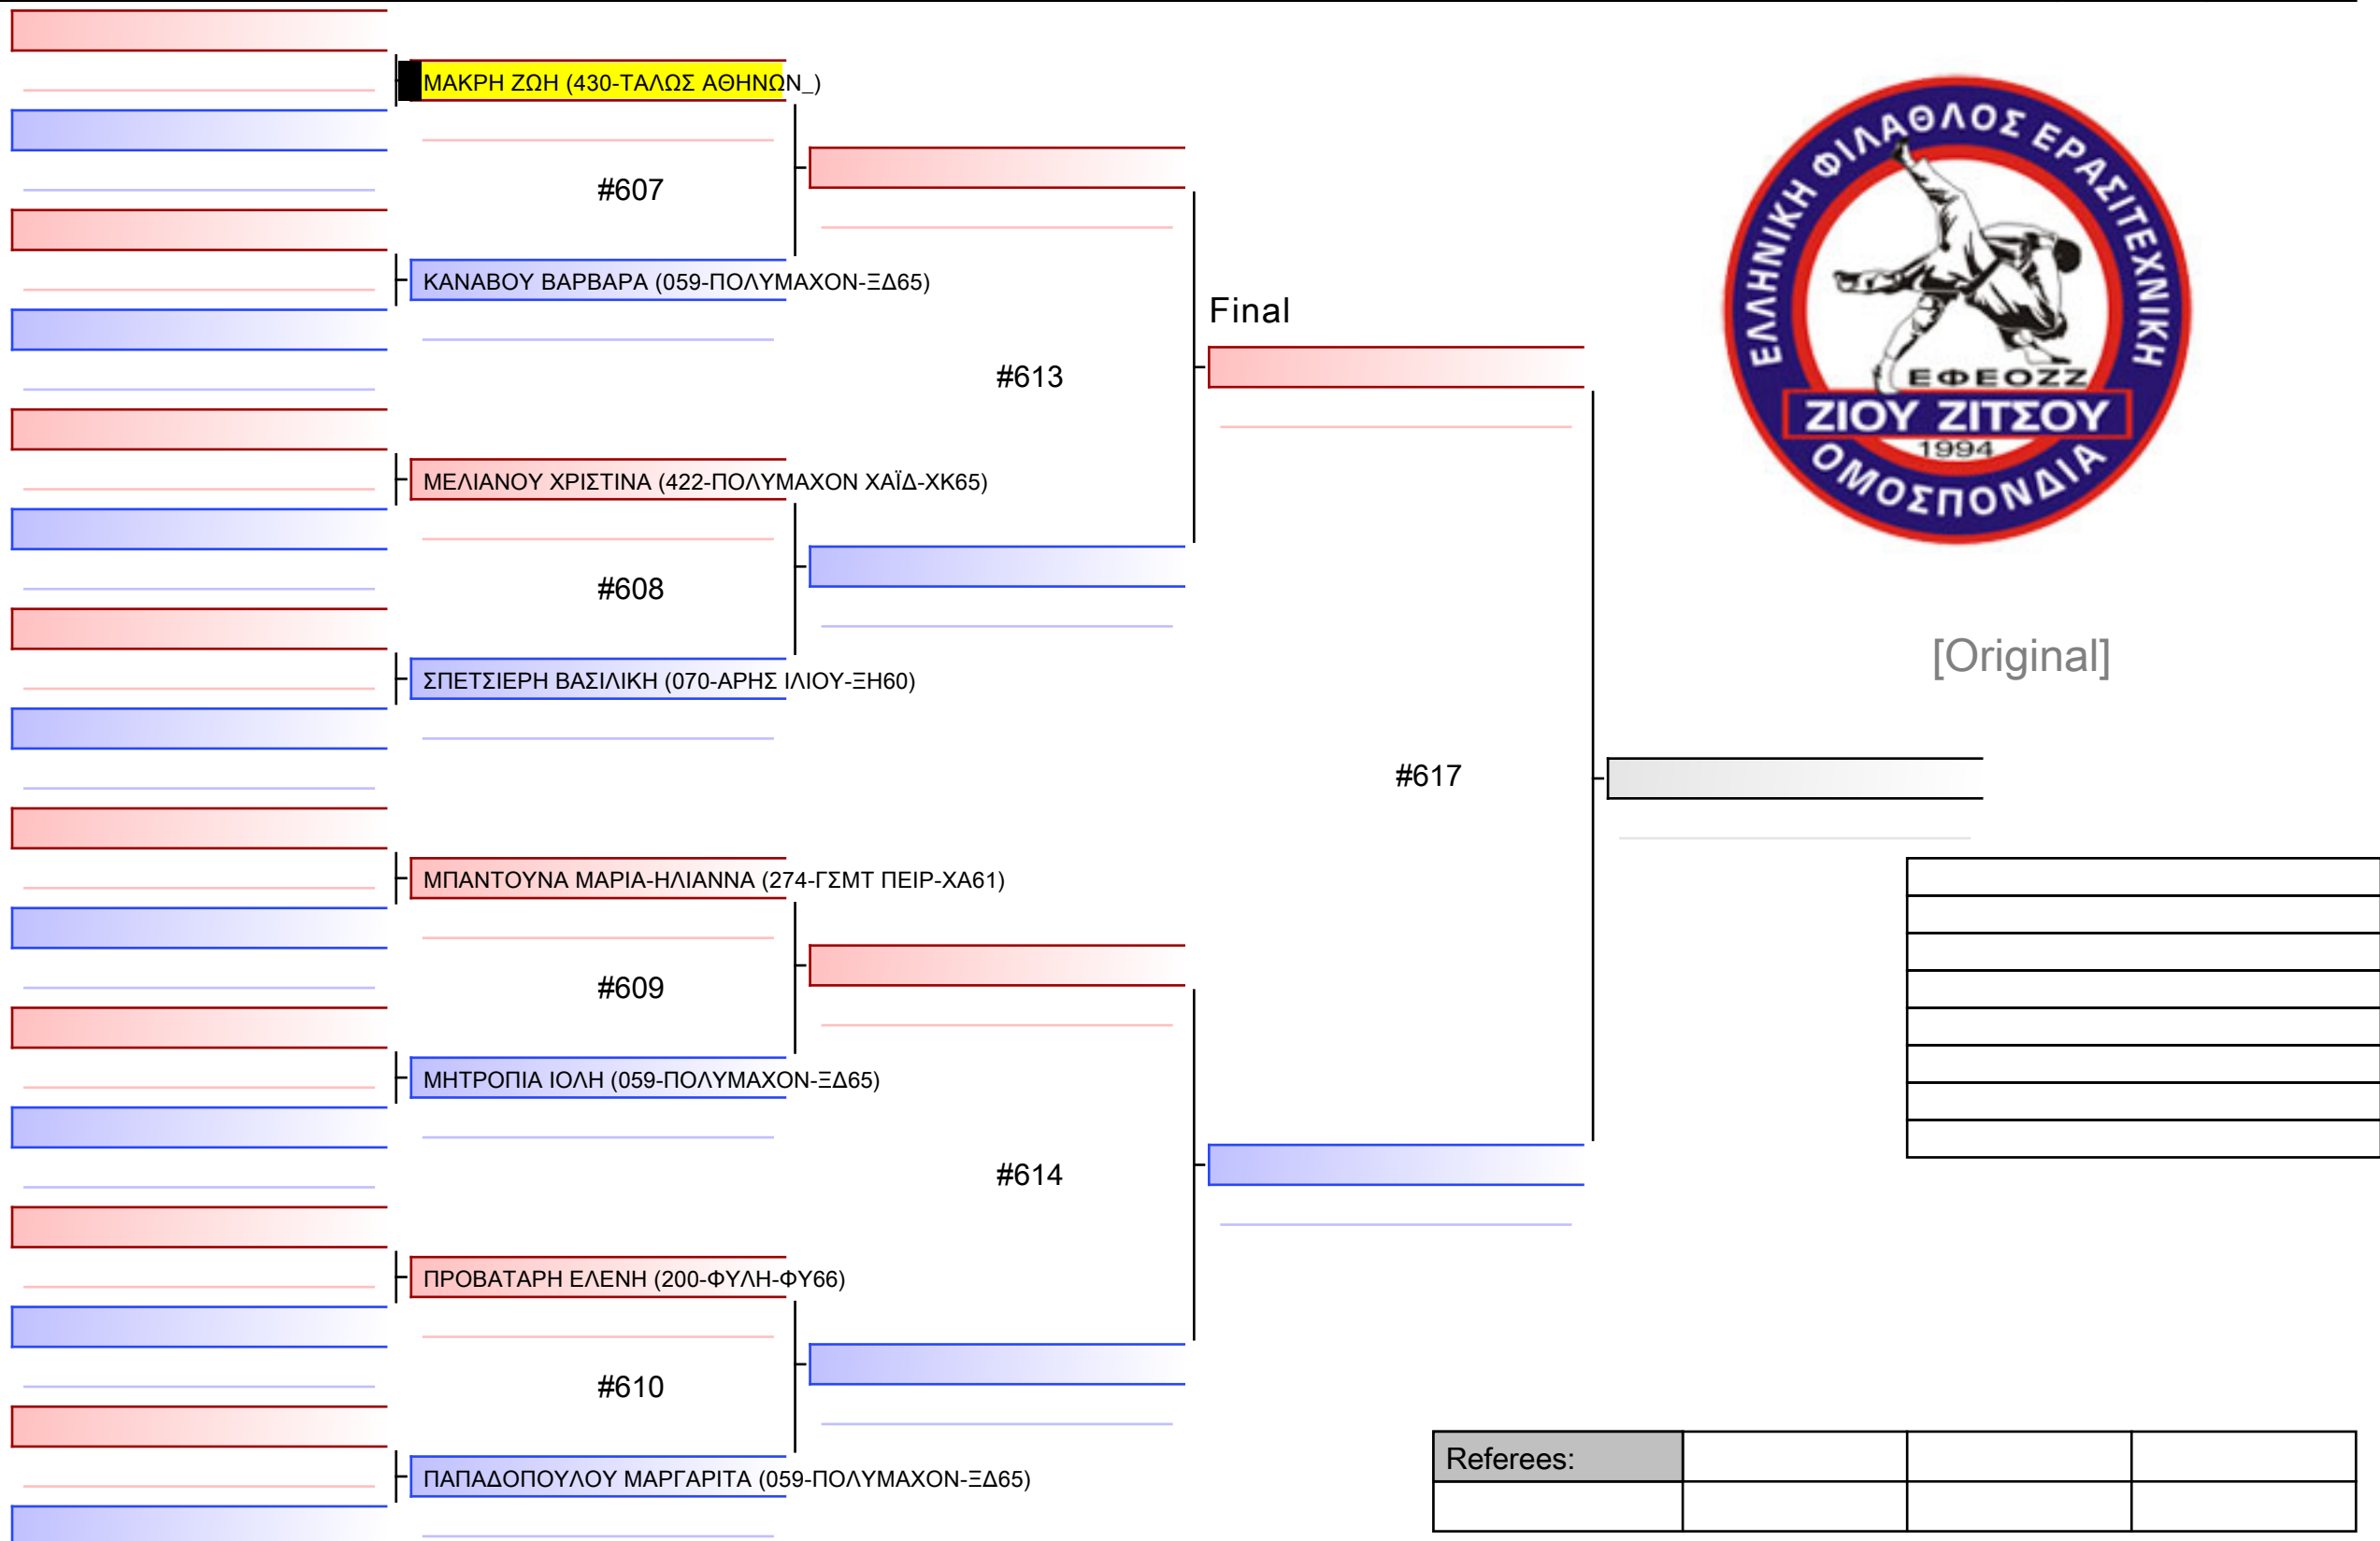 ΜΑΚΡΗ ΖΩΗ (430-ΤΑΛΩΣ ΑΘΗΝΩΝ_)
#607
ΚΑΝΑΒΟΥ ΒΑΡΒΑΡΑ (059-ΠΟΛΥΜΑΧΟΝ-ΞΔ65)
#613
ΜΕΛΙΑΝΟΥ ΧΡΙΣΤΙΝΑ (422-ΠΟΛΥΜΑΧΟΝ ΧΑΪΔ-ΧΚ65)
#608
ΣΠΕΤΣΙΕΡΗ ΒΑΣΙΛΙΚΗ (070-ΑΡΗΣ ΙΛΙΟΥ-ΞΗ60)
Final
#617
ΜΠΑΝΤΟΥΝΑ ΜΑΡΙΑ-ΗΛΙΑΝΝΑ (274-ΓΣΜΤ ΠΕΙΡ-ΧΑ61)
#609
ΜΗΤΡΟΠΙΑ ΙΟΛΗ (059-ΠΟΛΥΜΑΧΟΝ-ΞΔ65)
#614
ΠΡΟΒΑΤΑΡΗ ΕΛΕΝΗ (200-ΦΥΛΗ-ΦΥ66)
#610
ΠΑΠΑΔΟΠΟΥΛΟΥ ΜΑΡΓΑΡΙΤΑ (059-ΠΟΛΥΜΑΧΟΝ-ΞΔ65)
ΕΛΛΗΝΙΚΗ ΦΙΛΑΘΛΟΣ ΕΡΑΣΙΤΕΧΝΙΚΗ
ΕΦΕΟΖΖ
ΖΙΟΥ ΖΙΤΣΟΥ
1994
ΟΜΟΣΠΟΝΔΙΑ
[Original]
Referees: